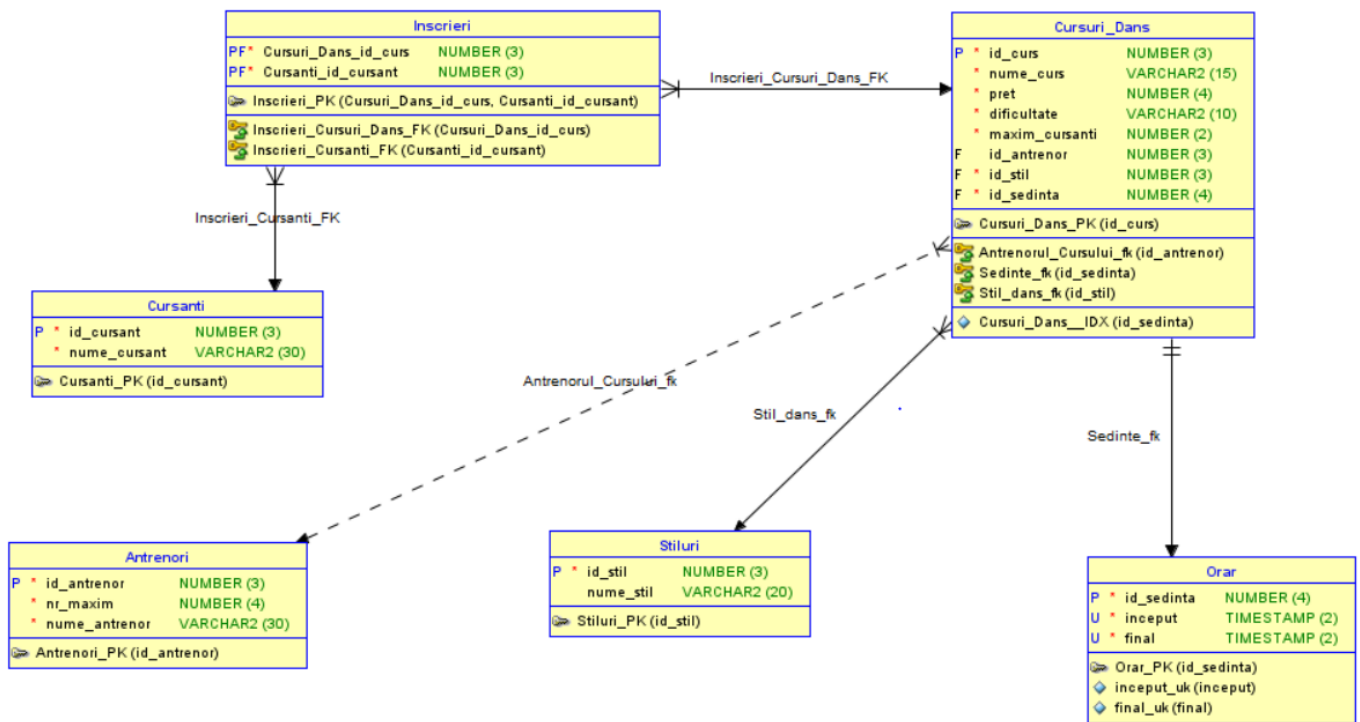 Inscrieri
PF* Cursuri_Dans_id_curs NUMBER (3)
PF* Cursanti_id_cursant NUMBER (3)
Inscrieri_PK (Cursuri_Dans_id_curs, Cursanti_id_cursant)
Inscrieri_Cursuri_Dans_FK (Cursuri_Dans_id_curs)
Inscrieri_Cursanti_FK (Cursanti_id_cursant)
Inscrieri_Cursuri_Dans_FK
Cursuri_Dans
P * id_curs NUMBER (3)
* nume_curs VARCHAR2 (15)
* pret NUMBER (4)
* dificultate VARCHAR2 (10)
* maxim_cursanti NUMBER (2)
F id_antrenor NUMBER (3)
F * id_stil NUMBER (3)
F * id_sedinta NUMBER (4)
Cursuri_Dans_PK (id_curs)
Antrenorul_Cursului_fk (id_antrenor)
Sedinte_fk (id_sedinta)
Stil_dans_fk (id_stil)
Cursuri_Dans__IDX (id_sedinta)
Inscrieri_Cursanti_FK
Cursanti
P * id_cursant NUMBER (3)
* nume_cursant VARCHAR2 (30)
Cursanti_PK (id_cursant)
Antrenorul_Cursului_fk
Stil_dans_fk
Sedinte_fk
Antrenori
P * id_antrenor NUMBER (3)
* nr_maxim NUMBER (4)
* nume_antrenor VARCHAR2 (30)
Antrenori_PK (id_antrenor)
Stiluri
P * id_stil NUMBER (3)
nume_stil VARCHAR2 (20)
Stiluri_PK (id_stil)
Orar
P * id_sedinta NUMBER (4)
U * inceput TIMESTAMP (2)
U * final TIMESTAMP (2)
Orar_PK (id_sedinta)
inceput_uk (inceput)
final_uk (final)